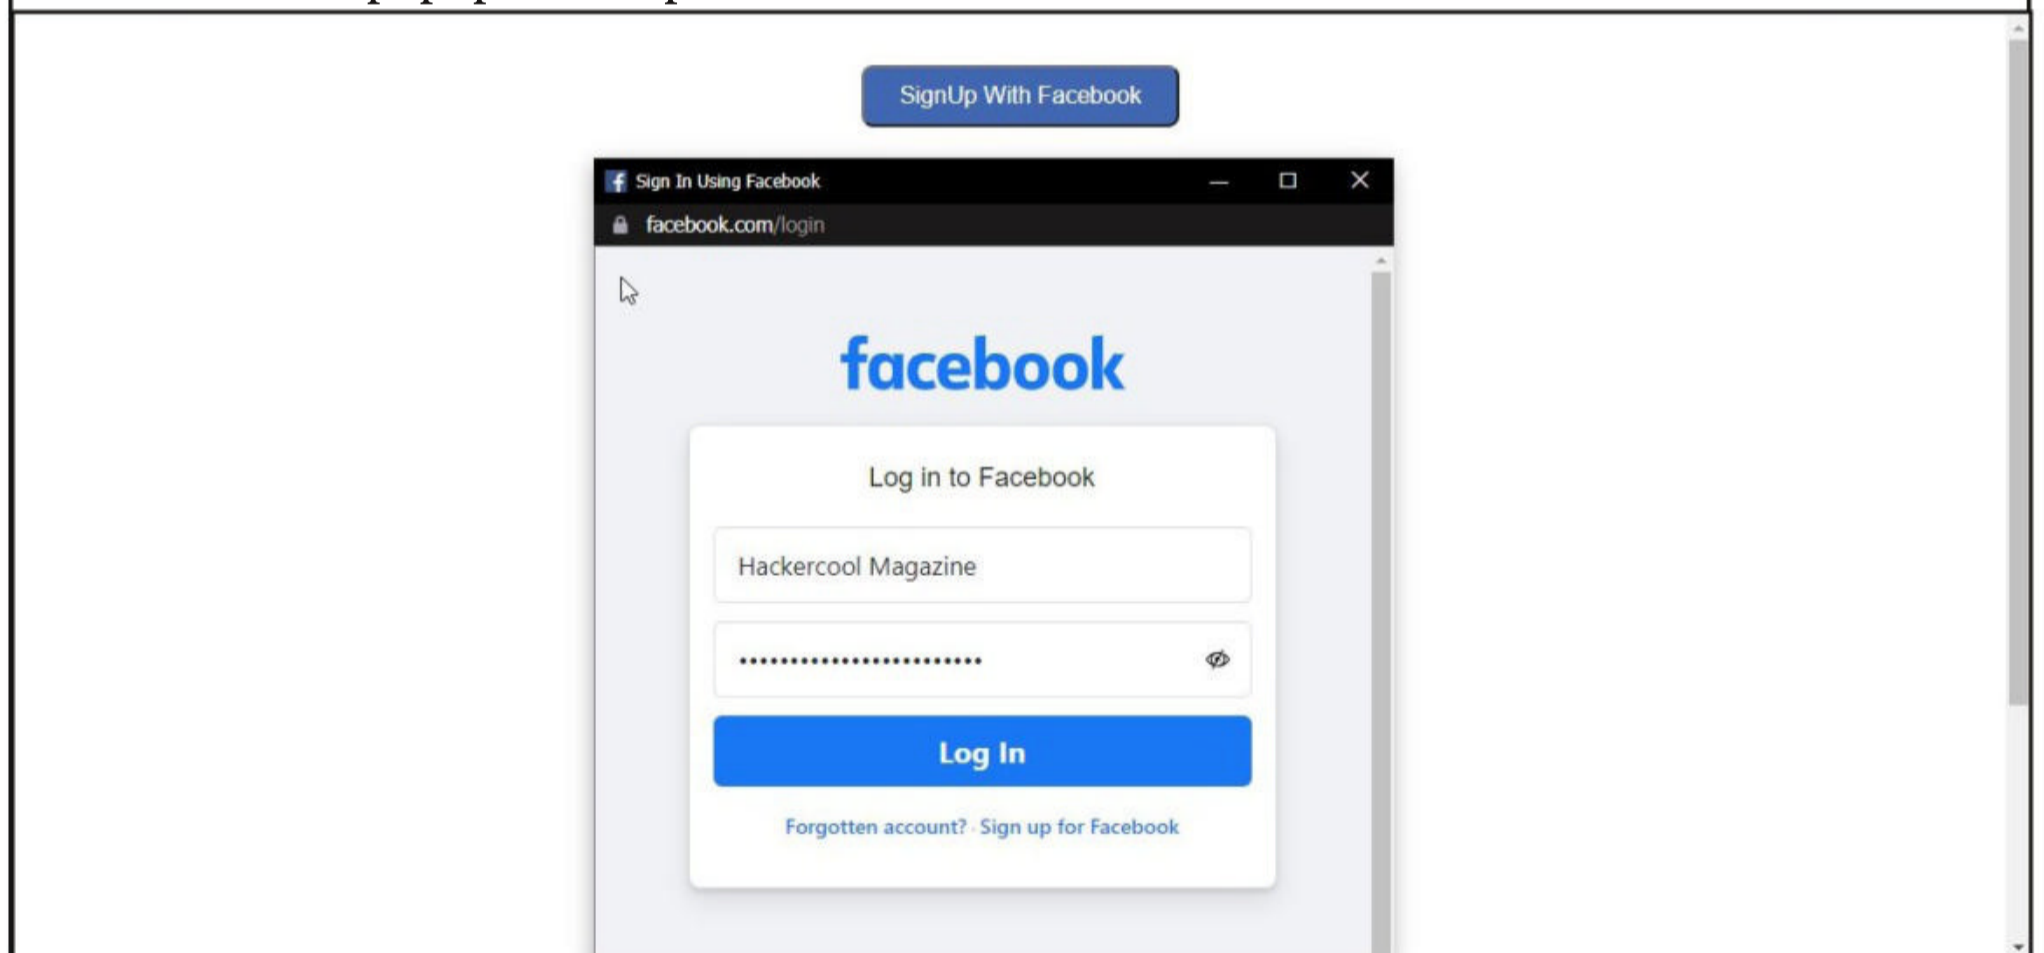 SignUp With Facebook
Sign In Using Facebook
facebook.com/login
facebook
Log in to Facebook
Hackercool Magazine
••••••••••••••••••••••••
Log In
Forgotten account? · Sign up for Facebook